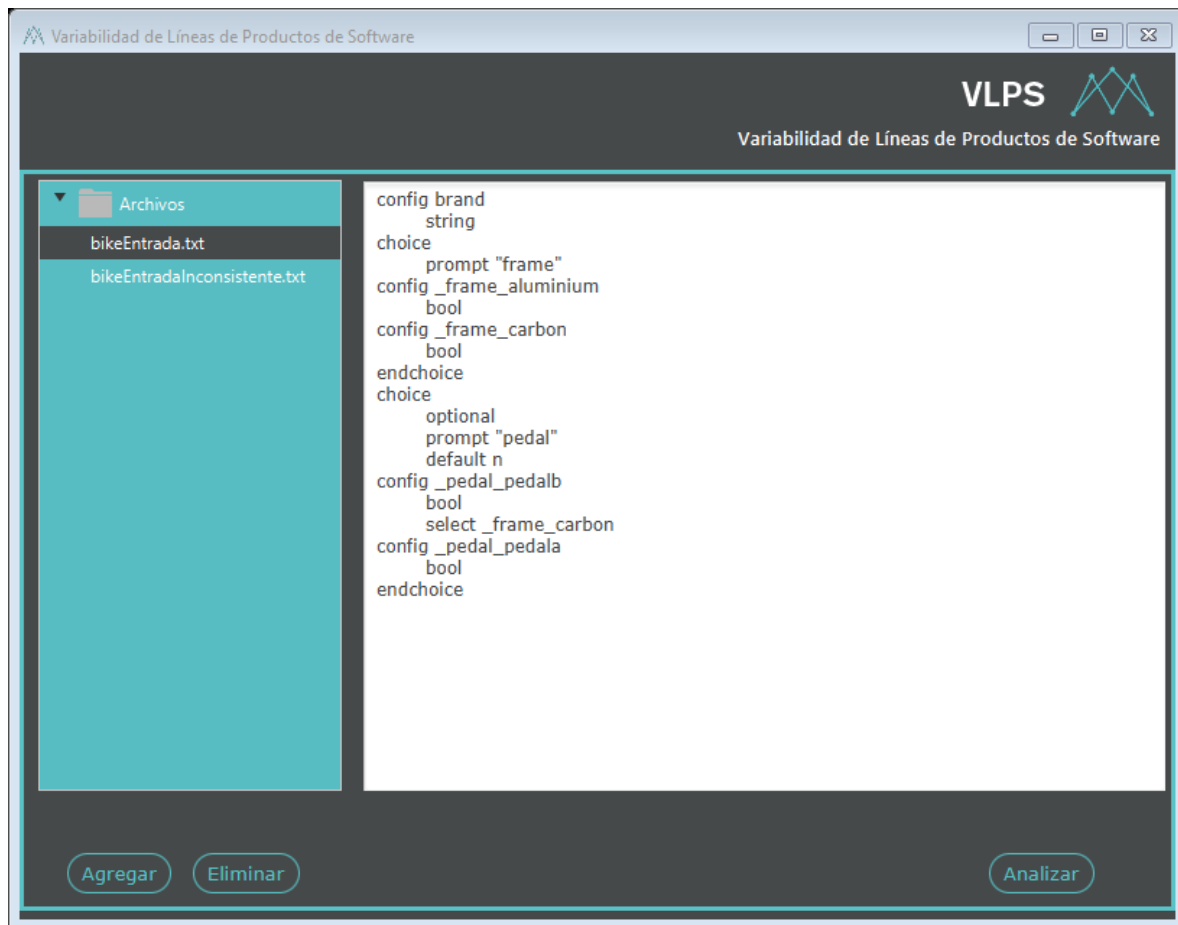 Variabilidad de Líneas de Productos de Software
VLPS
Variabilidad de Líneas de Productos de Software
Archivos
bikeEntrada.txt
bikeEntradaInconsistente.txt
config brand
string
choice
prompt "frame"
config _frame_aluminium
bool
config _frame_carbon
bool
endchoice
choice
optional
prompt "pedal"
default n
config _pedal_pedalb
bool
select _frame_carbon
config _pedal_pedala
bool
endchoice
Agregar
Eliminar
Analizar